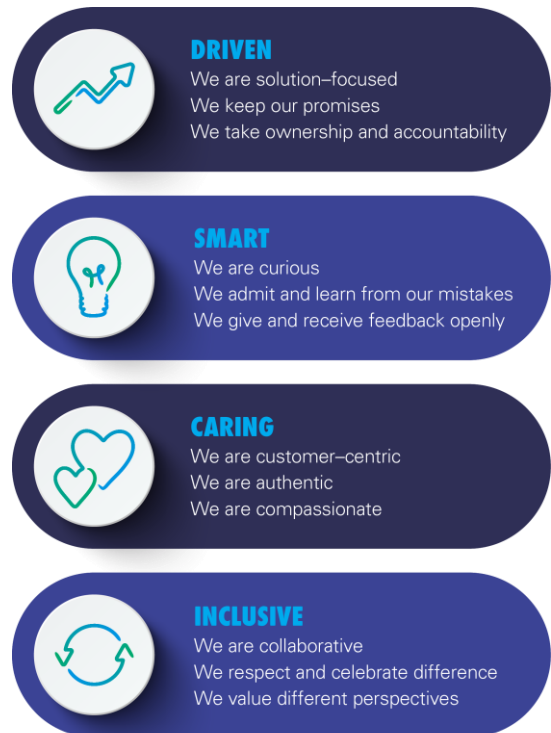 DRIVEN
We are solution–focused
We keep our promises
We take ownership and accountability
SMART
We are curious
We admit and learn from our mistakes
We give and receive feedback openly
CARING
We are customer–centric
We are authentic
We are compassionate
INCLUSIVE
We are collaborative
We respect and celebrate difference
We value different perspectives